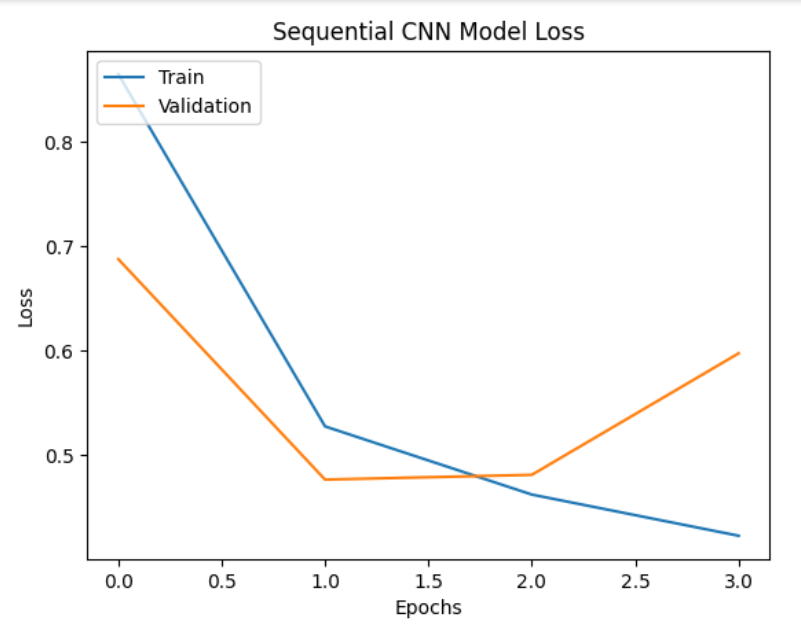 Sequential CNN Model Loss
Train
Validation
0.8
0.7
0.6
0.5
Loss
0.0 0.5 1.0 1.5 2.0 2.5 3.0
Epochs